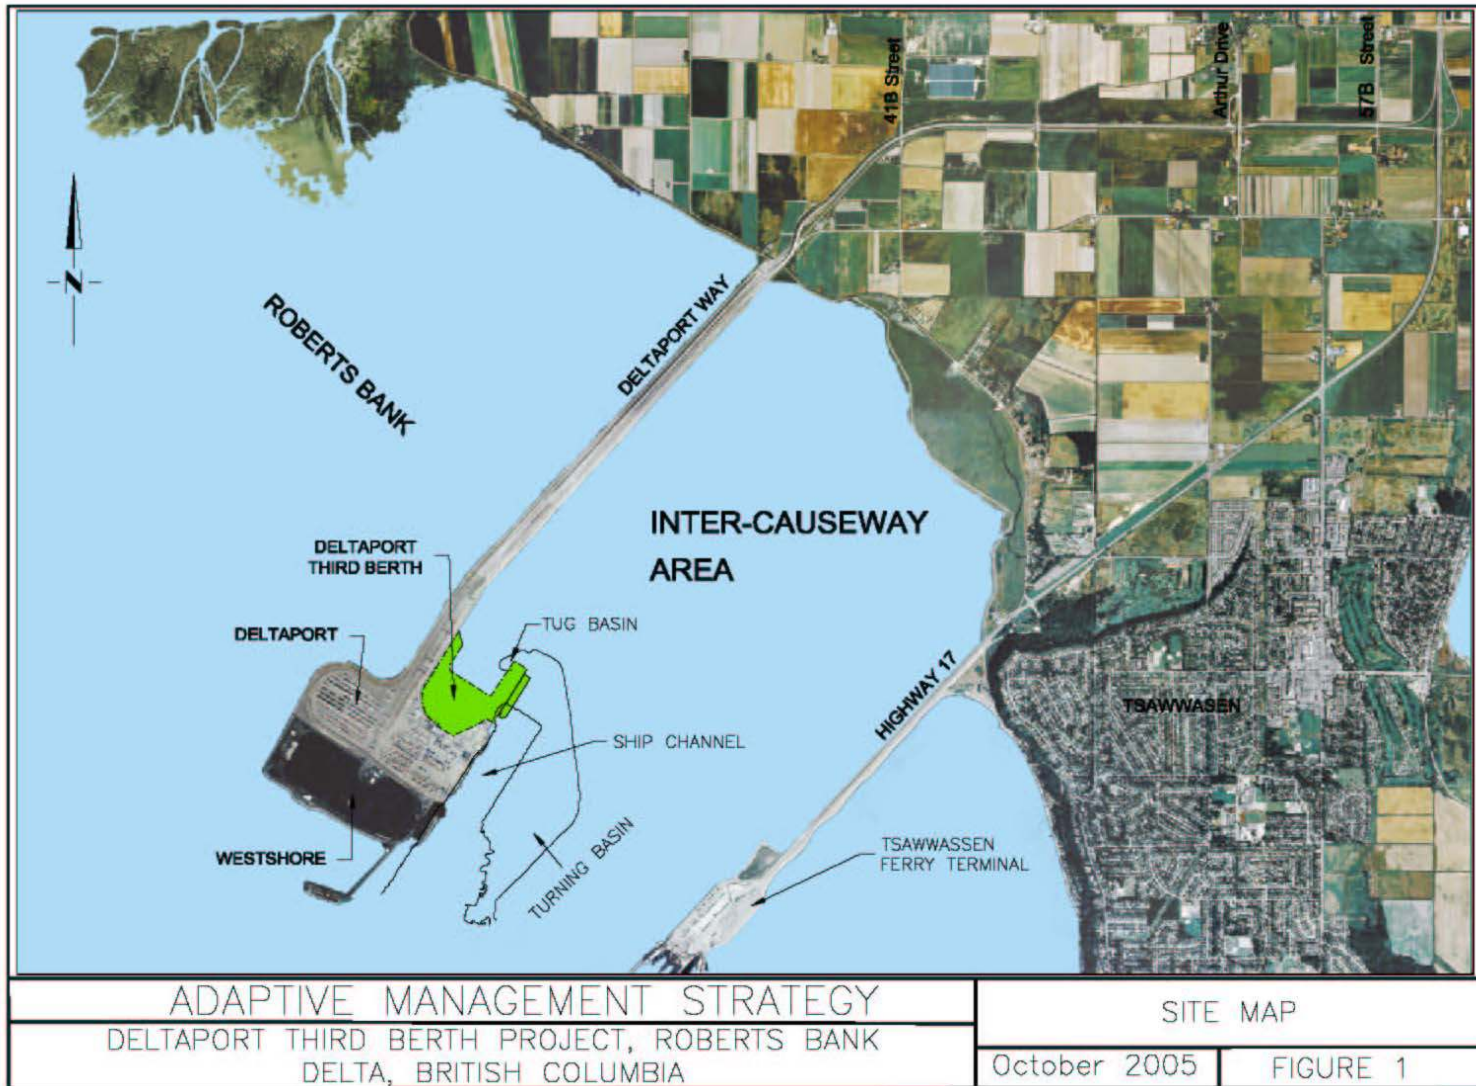 41B Street
Arthur Drive
57B Street
N
ROBERTS BANK
DELTAPORT WAY
INTER-CAUSEWAY
AREA
DELTAPORT
THIRD BERTH
TUG BASIN
DELTAPORT
HIGHWAY 17
TSAWWASEN
SHIP CHANNEL
WESTSHORE
TURNING BASIN
TSAWWASSEN
FERRY TERMINAL
ADAPTIVE MANAGEMENT STRATEGY
DELTAPORT THIRD BERTH PROJECT, ROBERTS BANK
DELTA, BRITISH COLUMBIA
SITE MAP
October 2005
FIGURE 1